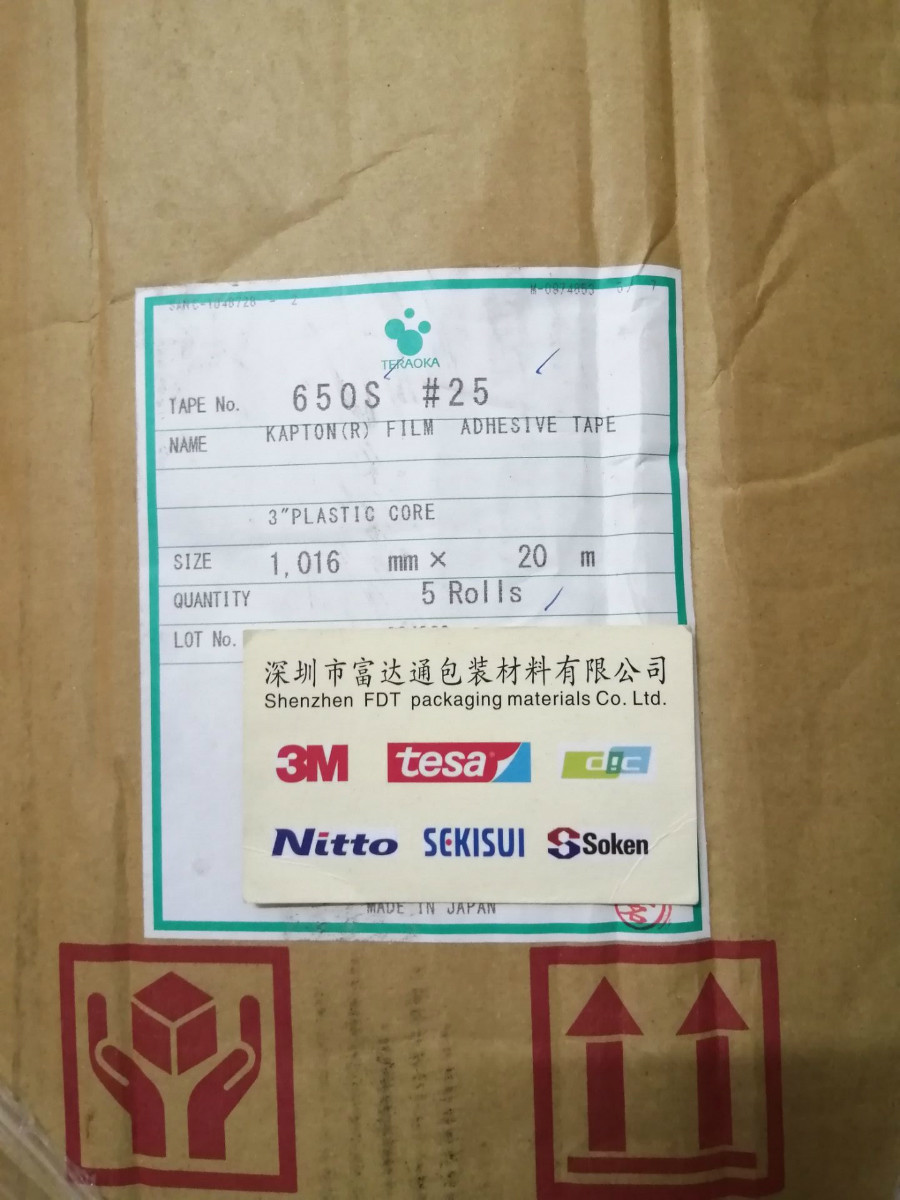 TERAOKA
TAPE No. 650S #25
NAME KAPTON(R) FILM ADHESIVE TAPE
3"PLASTIC CORE
SIZE 1,016 mm × 20 m
QUANTITY 5 Rolls
LOT No.
深圳市富达通包装材料有限公司
Shenzhen FDT packaging materials Co. Ltd.
3M tesa dic
Nitto SEKISUI Soken
MADE IN JAPAN